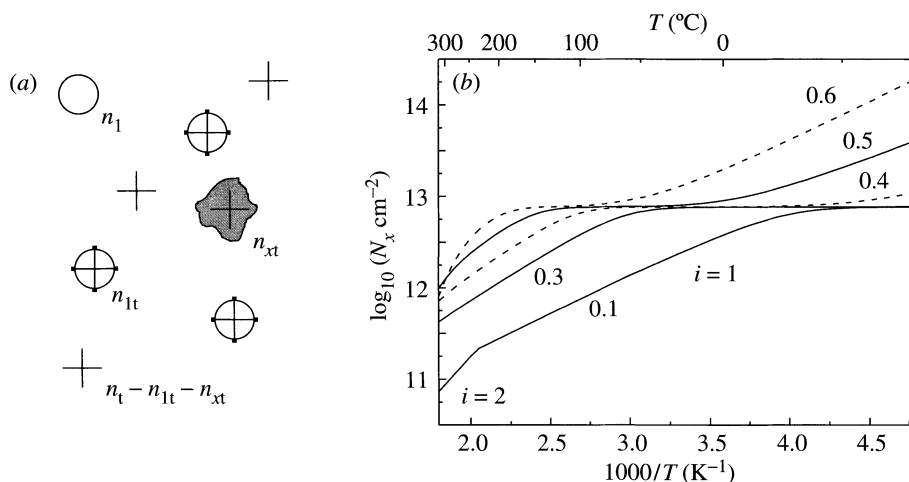 (a)
n₁
nₓₜ
n₁ₜ
nₜ − n₁ₜ − nₓₜ
T (ºC)
300 200 100 0
(b)
0.6
0.5
0.4
0.3
0.1
i = 1
i = 2
14
13
12
11
log₁₀ (Nₓ cm⁻²)
2.0 2.5 3.0 3.5 4.0 4.5
1000/T (K⁻¹)